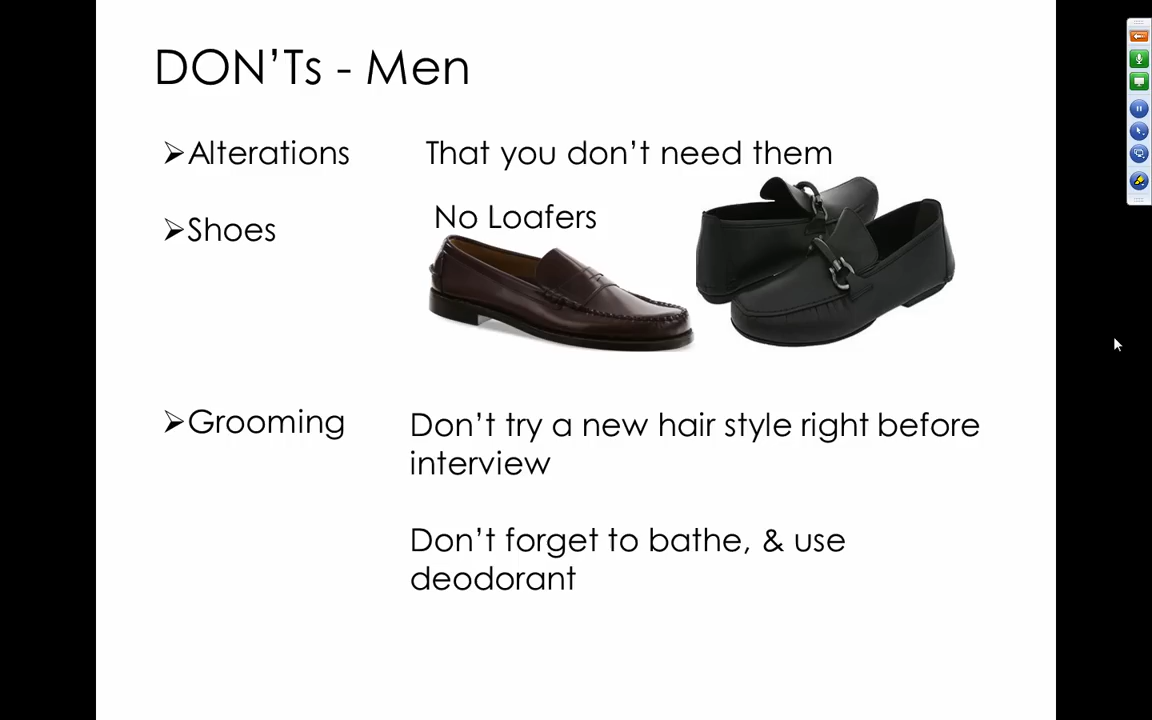 DON’Ts - Men
➢Alterations That you don’t need them
➢Shoes No Loafers
➢Grooming Don’t try a new hair style right before
interview
Don’t forget to bathe, & use
deodorant